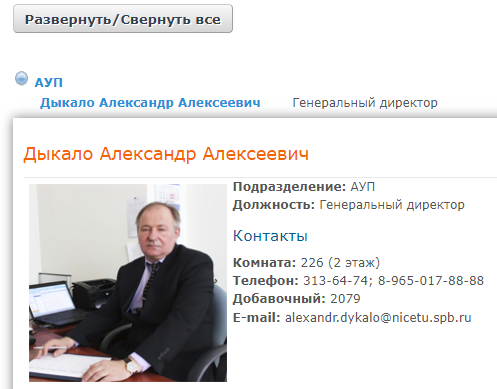 Развернуть/Свернуть все
АУП
Дыкало Александр Алексеевич Генеральный директор
Дыкало Александр Алексеевич
Подразделение: АУП
Должность: Генеральный директор
Контакты
Комната: 226 (2 этаж)
Телефон: 313-64-74; 8-965-017-88-88
Добавочный: 2079
E-mail: alexandr.dykalo@nicetu.spb.ru